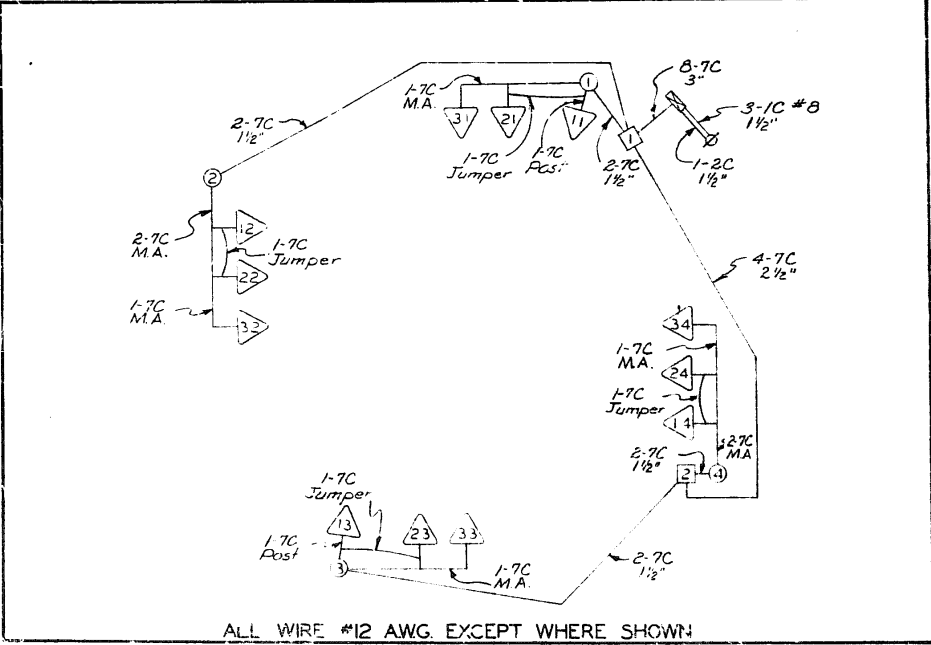 8-7C
3"
1-7C
M.A.
1
3-1C #8
1½"
31
21
11
1
2-7C
1½"
1-7C
Jumper
1-7C
Post
2-7C
1½"
1-2C
1½"
2
12
2-7C
M.A.
1-7C
Jumper
22
4-7C
2½"
1-7C
M.A.
32
34
1-7C
M.A.
24
1-7C
Jumper
14
2-7C
M.A
2-7C
1½"
2
4
1-7C
Jumper
13
23
33
1-7C
Post
3
1-7C
M.A.
2-7C
1½"
ALL WIRE #12 AWG. EXCEPT WHERE SHOWN